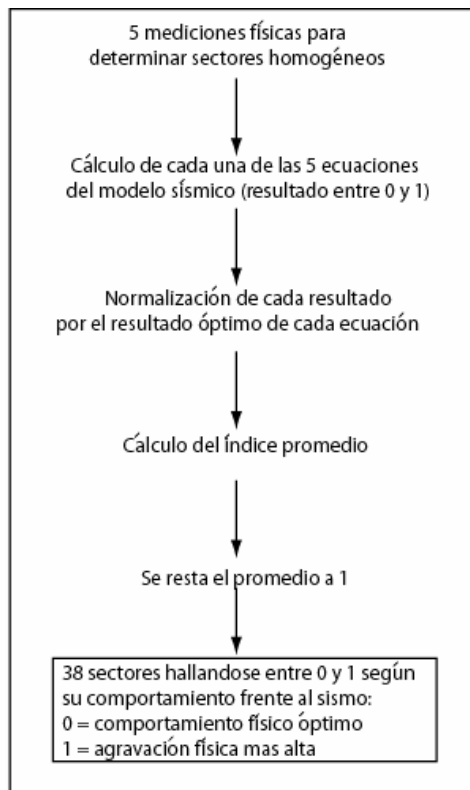 5 mediciones físicas para
determinar sectores homogéneos
Cálculo de cada una de las 5 ecuaciones
del modelo sísmico (resultado entre 0 y 1)
Normalización de cada resultado
por el resultado óptimo de cada ecuación
Cálculo del índice promedio
Se resta el promedio a 1
38 sectores hallandose entre 0 y 1 según
su comportamiento frente al sismo:
0 = comportamiento físico óptimo
1 = agravación física mas alta